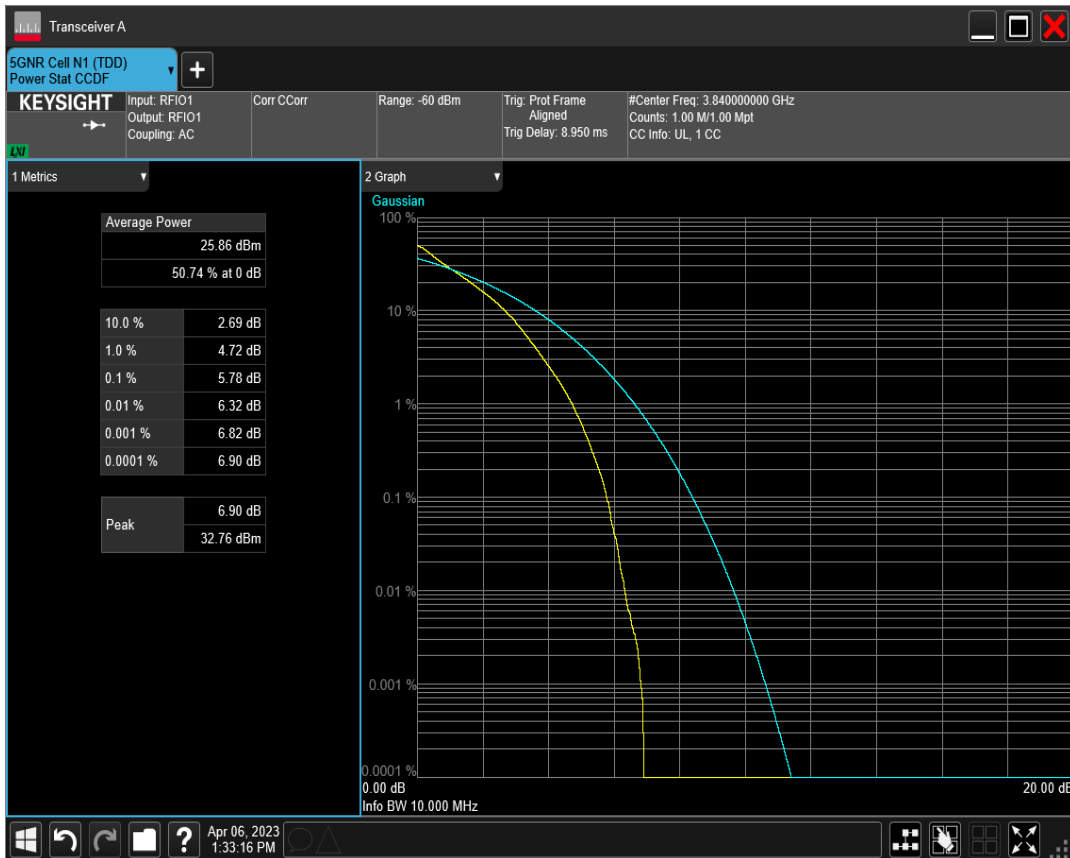 Transceiver A
5GNR Cell N1 (TDD)
Power Stat CCDF
+
KEYSIGHT
LXI
Input: RFIO1
Output: RFIO1
Coupling: AC
Corr CCorr
Range: -60 dBm
Trig: Prot Frame
Aligned
Trig Delay: 8.950 ms
#Center Freq: 3.840000000 GHz
Counts: 1.00 M/1.00 Mpt
CC Info: UL, 1 CC
1 Metrics
Average Power
25.86 dBm
50.74 % at 0 dB
10.0 % 2.69 dB
1.0 % 4.72 dB
0.1 % 5.78 dB
0.01 % 6.32 dB
0.001 % 6.82 dB
0.0001 % 6.90 dB
Peak 6.90 dB
32.76 dBm
2 Graph
Gaussian
100 %
10 %
1 %
0.1 %
0.01 %
0.001 %
0.0001 %
0.00 dB 20.00 dB
Info BW 10.000 MHz
?
Apr 06, 2023
1:33:16 PM